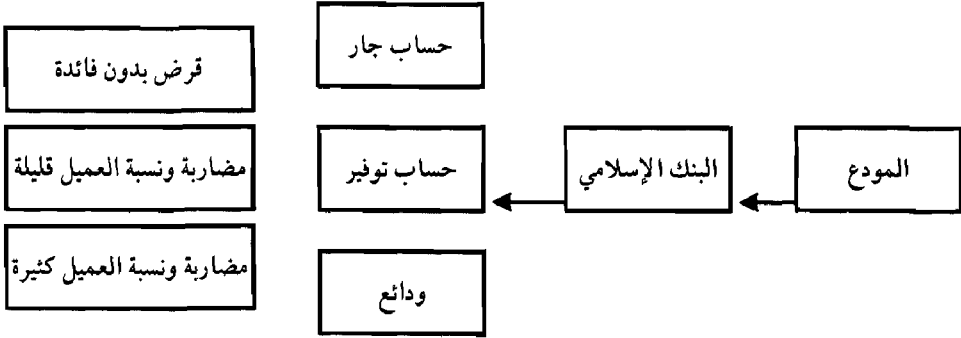 المودع
البنك الإسلامي
حساب جار
حساب توفير
ودائع
قرض بدون فائدة
مضاربة ونسبة العميل قليلة
مضاربة ونسبة العميل كثيرة